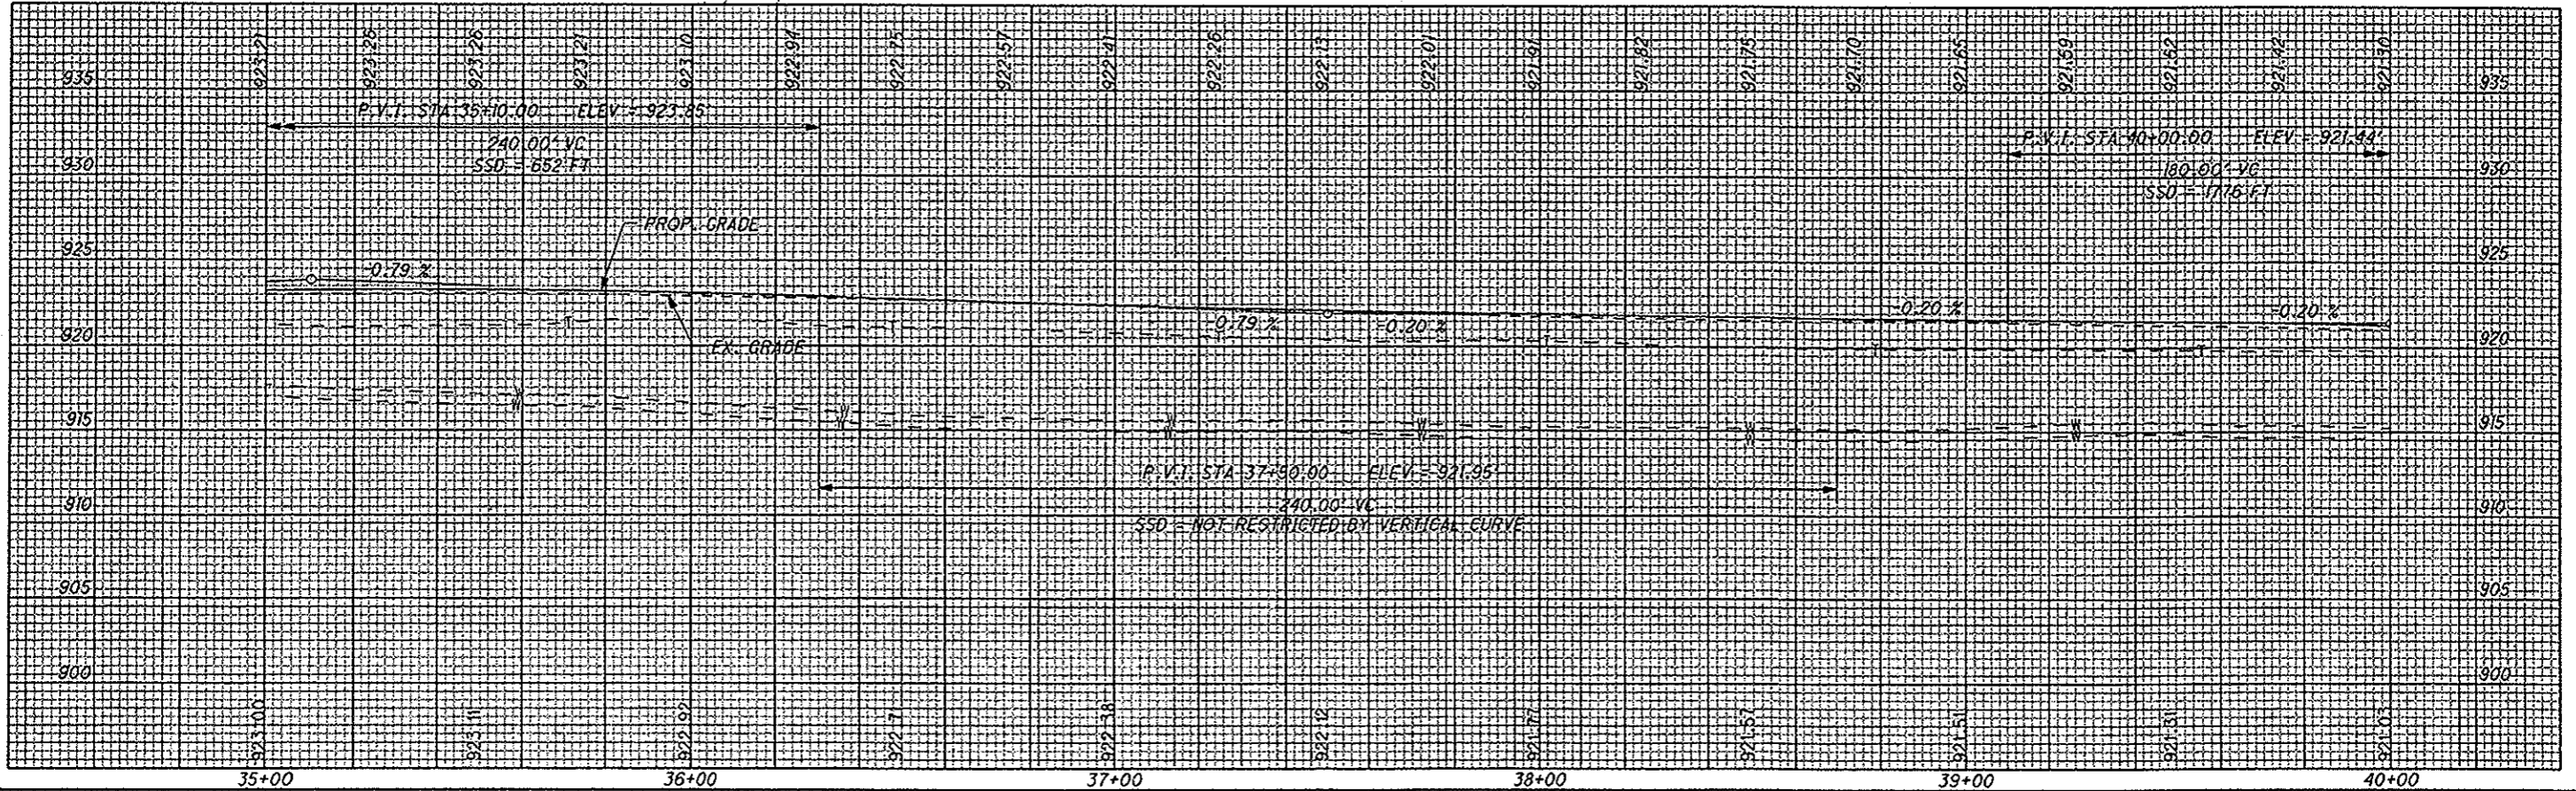 923.21 923.26 923.26 923.21 923.10 922.94 922.75 922.57 922.41 922.26 922.13 922.01 921.91 921.82 921.75 921.70 921.65 921.59 921.52 921.42 921.30
935 935
P.V.I. STA 35+10.00 ELEV = 923.85'
240.00' VC
SSD = 652 FT
P.V.I. STA 40+00.00 ELEV = 921.44'
180.00' VC
SSD = 1776 FT
930 930
PROP. GRADE
925 925
-0.79 %
-0.79 % -0.20 % -0.20 % -0.20 %
T T T T T T
920 920
EX. GRADE
W W W W W W
915 915
P.V.I. STA 37+50.00 ELEV = 921.95'
240.00' VC
SSD = NOT RESTRICTED BY VERTICAL CURVE
910 910
905 905
900 900
923.00 923.11 922.92 922.7 922.38 922.12 921.77 921.57 921.51 921.31 921.03
35+00 36+00 37+00 38+00 39+00 40+00